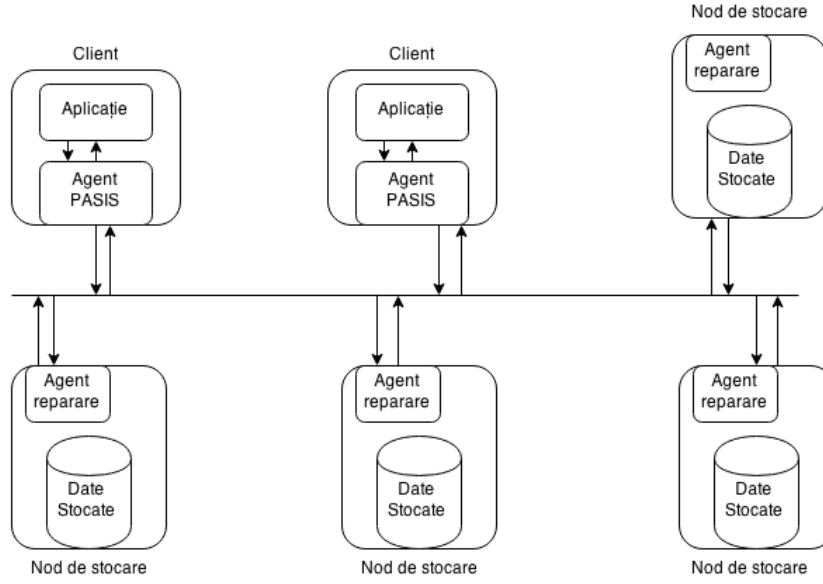 Nod de stocare
Client
Client
Agent
reparare
Aplicație
Aplicație
Date
Stocate
Agent
PASIS
Agent
PASIS
Agent
reparare
Agent
reparare
Agent
reparare
Date
Stocate
Date
Stocate
Date
Stocate
Nod de stocare
Nod de stocare
Nod de stocare